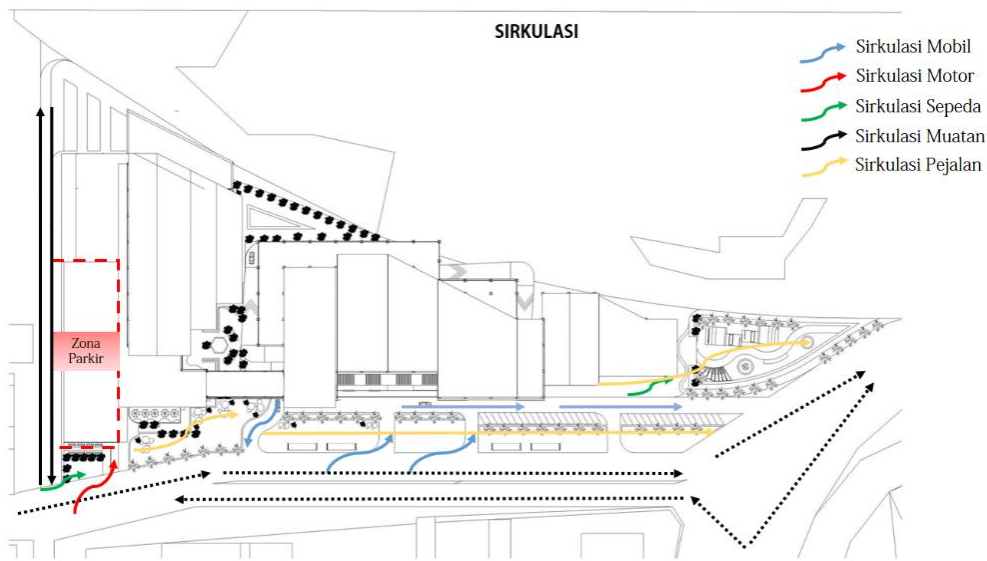 SIRKULASI
Sirkulasi Mobil
Sirkulasi Motor
Sirkulasi Sepeda
Sirkulasi Muatan
Sirkulasi Pejalan
Zona
Parkir